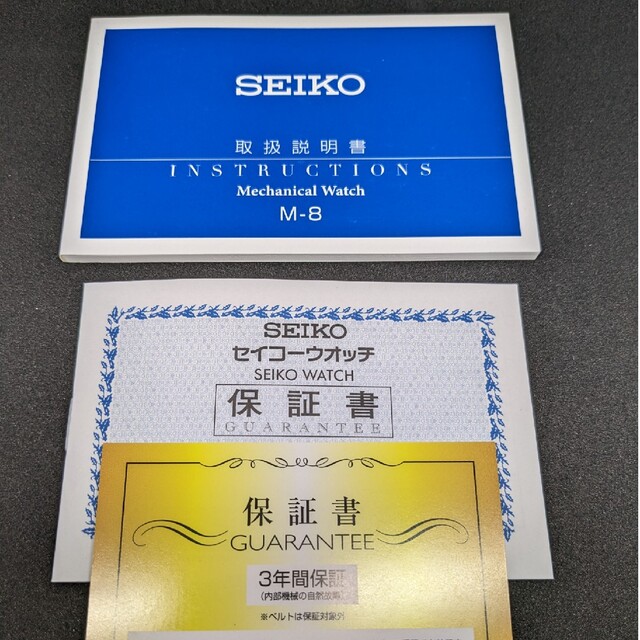 SEIKO
取扱説明書
INSTRUCTIONS
Mechanical Watch
M-8
SEIKO
セイコーウオッチ
SEIKO WATCH
保証書
GUARANTEE
保証書
GUARANTEE
3年間保証
(内部機械の自然故障)
※ベルトは保証対象外